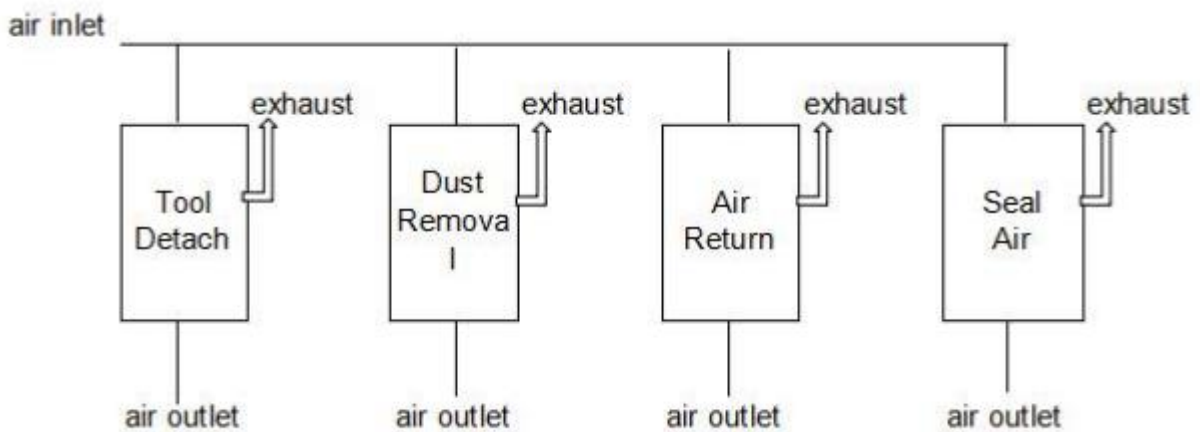 air inlet
exhaust
exhaust
exhaust
exhaust
Tool
Detach
Dust
Remova
l
Air
Return
Seal
Air
air outlet
air outlet
air outlet
air outlet